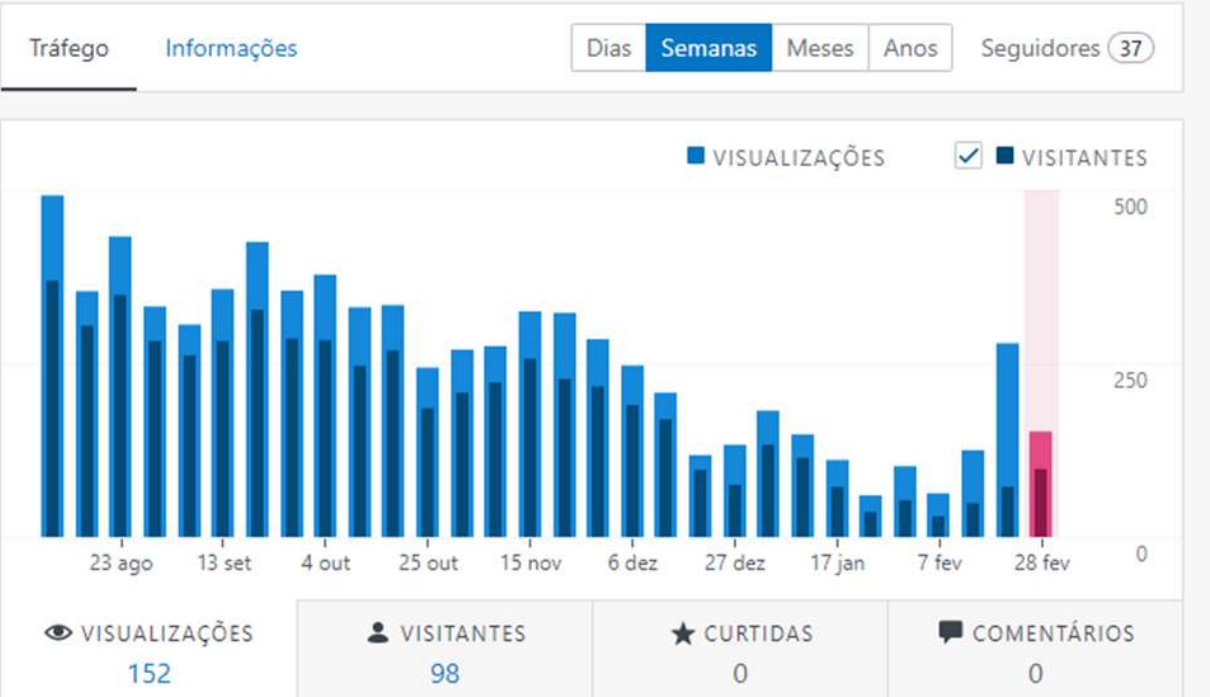 Tráfego Informações Dias Semanas Meses Anos Seguidores 37
VISUALIZAÇÕES VISITANTES
500
250
0
23 ago 13 set 4 out 25 out 15 nov 6 dez 27 dez 17 jan 7 fev 28 fev
VISUALIZAÇÕES VISITANTES CURTIDAS COMENTÁRIOS
152 98 0 0